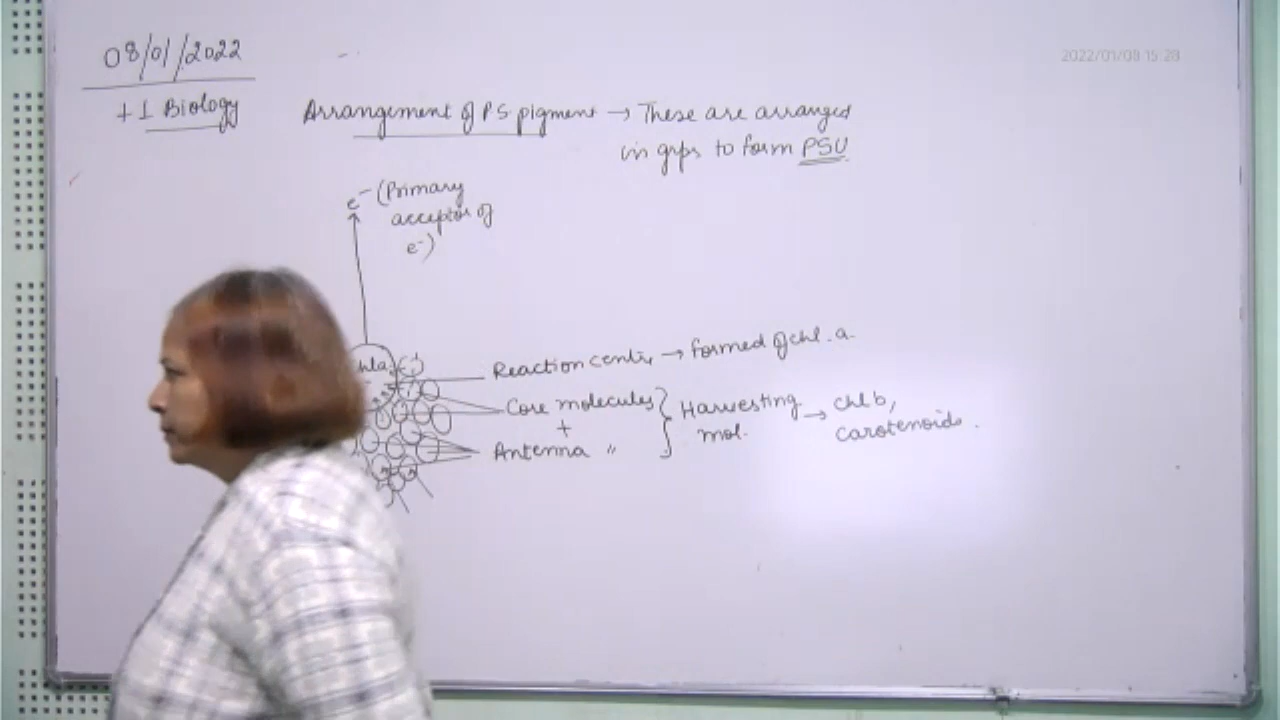 08/01/2022
2022/01/08 15:28
+1 Biology
Arrangement of PS pigment → These are arranged
in grps to form PSU
e⁻ (Primary
acceptor of
e⁻)
hla
Reaction centre → formed of chl. a
Core molecules } Harvesting → chl b,
+ mol. carotenoids.
Antenna "